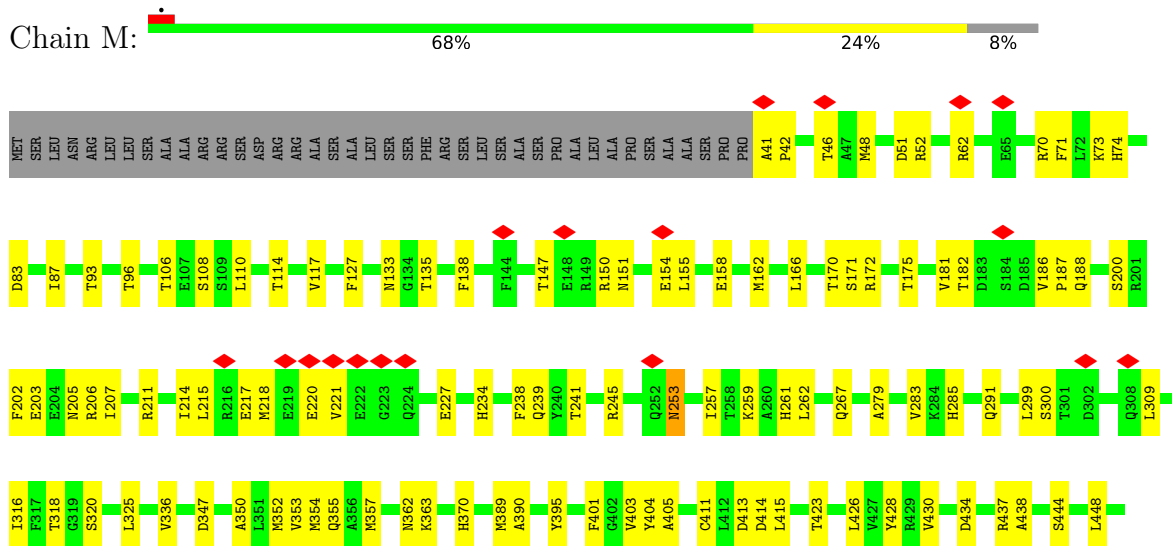 Chain M:
68% 24% 8%
MET SER LEU ASN ARG LEU LEU SER ALA ALA ARG ARG SER ASP ARG ARG ALA SER ALA LEU SER SER PHE ARG SER LEU SER ALA SER PRO ALA LEU ALA PRO SER ALA ALA SER PRO PRO A41 P42 T46 A47 M48 D51 R52 R62 E65 R70 F71 L72 K73 H74
D83 I87 T93 T96 T106 E107 S108 S109 L110 T114 V117 F127 N133 G134 T135 F138 F144 T147 E148 R149 R150 N151 E154 L155 E158 M162 L166 T170 S171 R172 T175 V181 T182 D183 S184 D185 V186 P187 Q188 S200 R201
F202 E203 E204 N205 R206 I207 R211 I214 L215 R216 E217 M218 E219 E220 V221 E222 G223 Q224 E227 H234 F238 Q239 Y240 T241 R245 Q252 N253 I257 T258 K259 A260 H261 L262 Q267 A279 V283 K284 H285 Q291 L299 S300 T301 D302 Q308 L309
I316 F317 T318 G319 S320 L325 V336 D347 A350 L351 M352 V353 M354 Q355 A356 M357 N362 K363 H370 M389 A390 Y395 F401 G402 V403 Y404 A405 C411 L412 D413 D414 L415 T423 L426 V427 Y428 R429 V430 D434 R437 A438 S444 L448